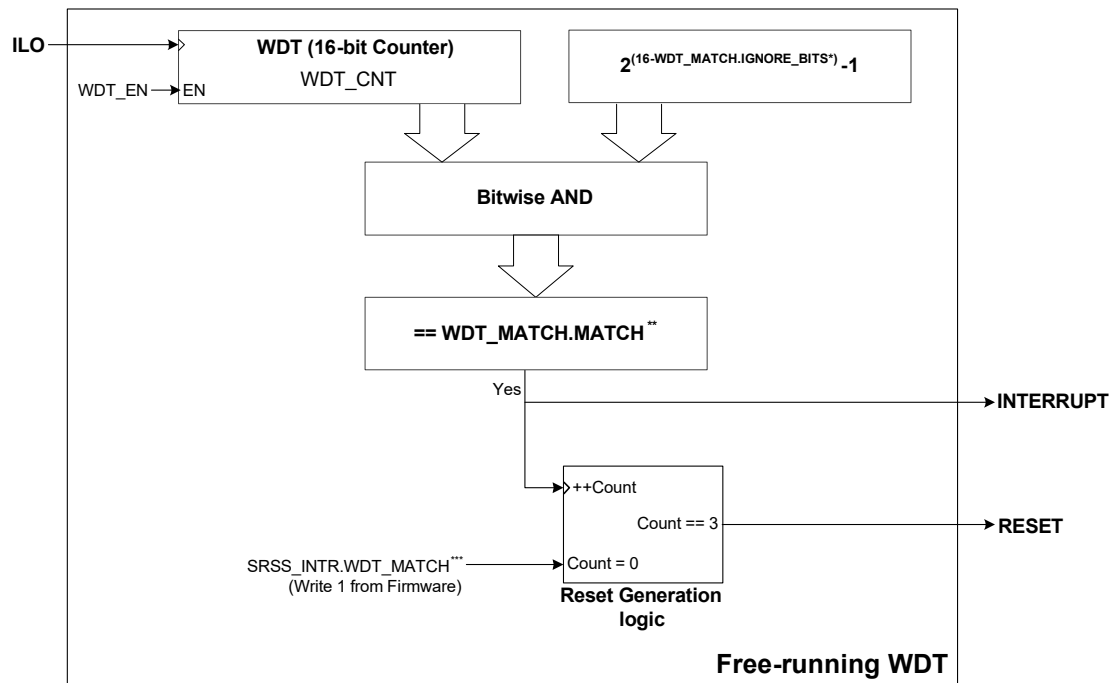 ILO
WDT (16-bit Counter)
WDT_CNT
WDT_EN
EN
2^(16-WDT_MATCH.IGNORE_BITS*) -1
Bitwise AND
== WDT_MATCH.MATCH**
Yes
INTERRUPT
++Count
Count == 3
RESET
SRSS_INTR.WDT_MATCH***
(Write 1 from Firmware)
Count = 0
Reset Generation
logic
Free-running WDT